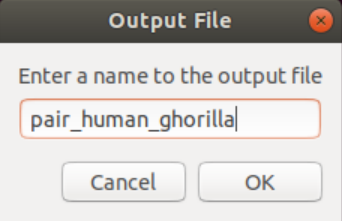 Output File
Enter a name to the output file
pair_human_ghorilla
Cancel OK